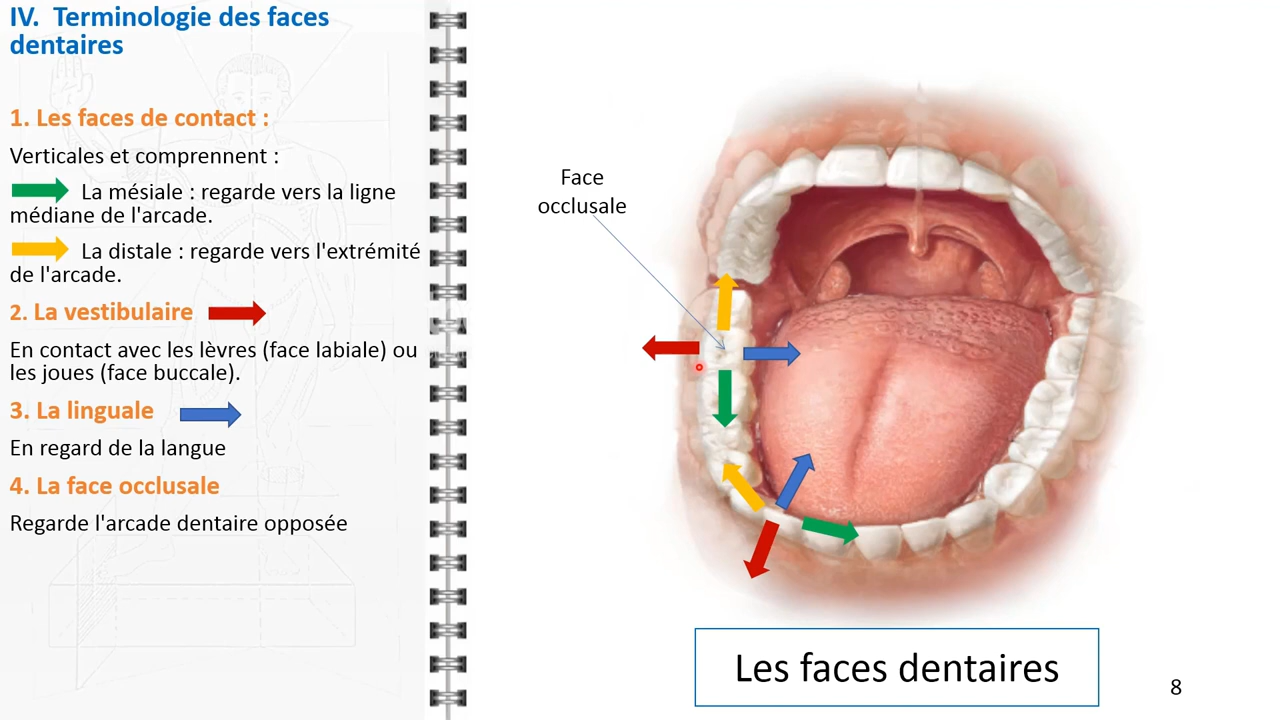 IV. Terminologie des faces
dentaires
1. Les faces de contact :
Verticales et comprennent :
La mésiale : regarde vers la ligne
médiane de l'arcade.
La distale : regarde vers l'extrémité
de l'arcade.
2. La vestibulaire
En contact avec les lèvres (face labiale) ou
les joues (face buccale).
3. La linguale
En regard de la langue
4. La face occlusale
Regarde l'arcade dentaire opposée
Face
occlusale
Les faces dentaires
8